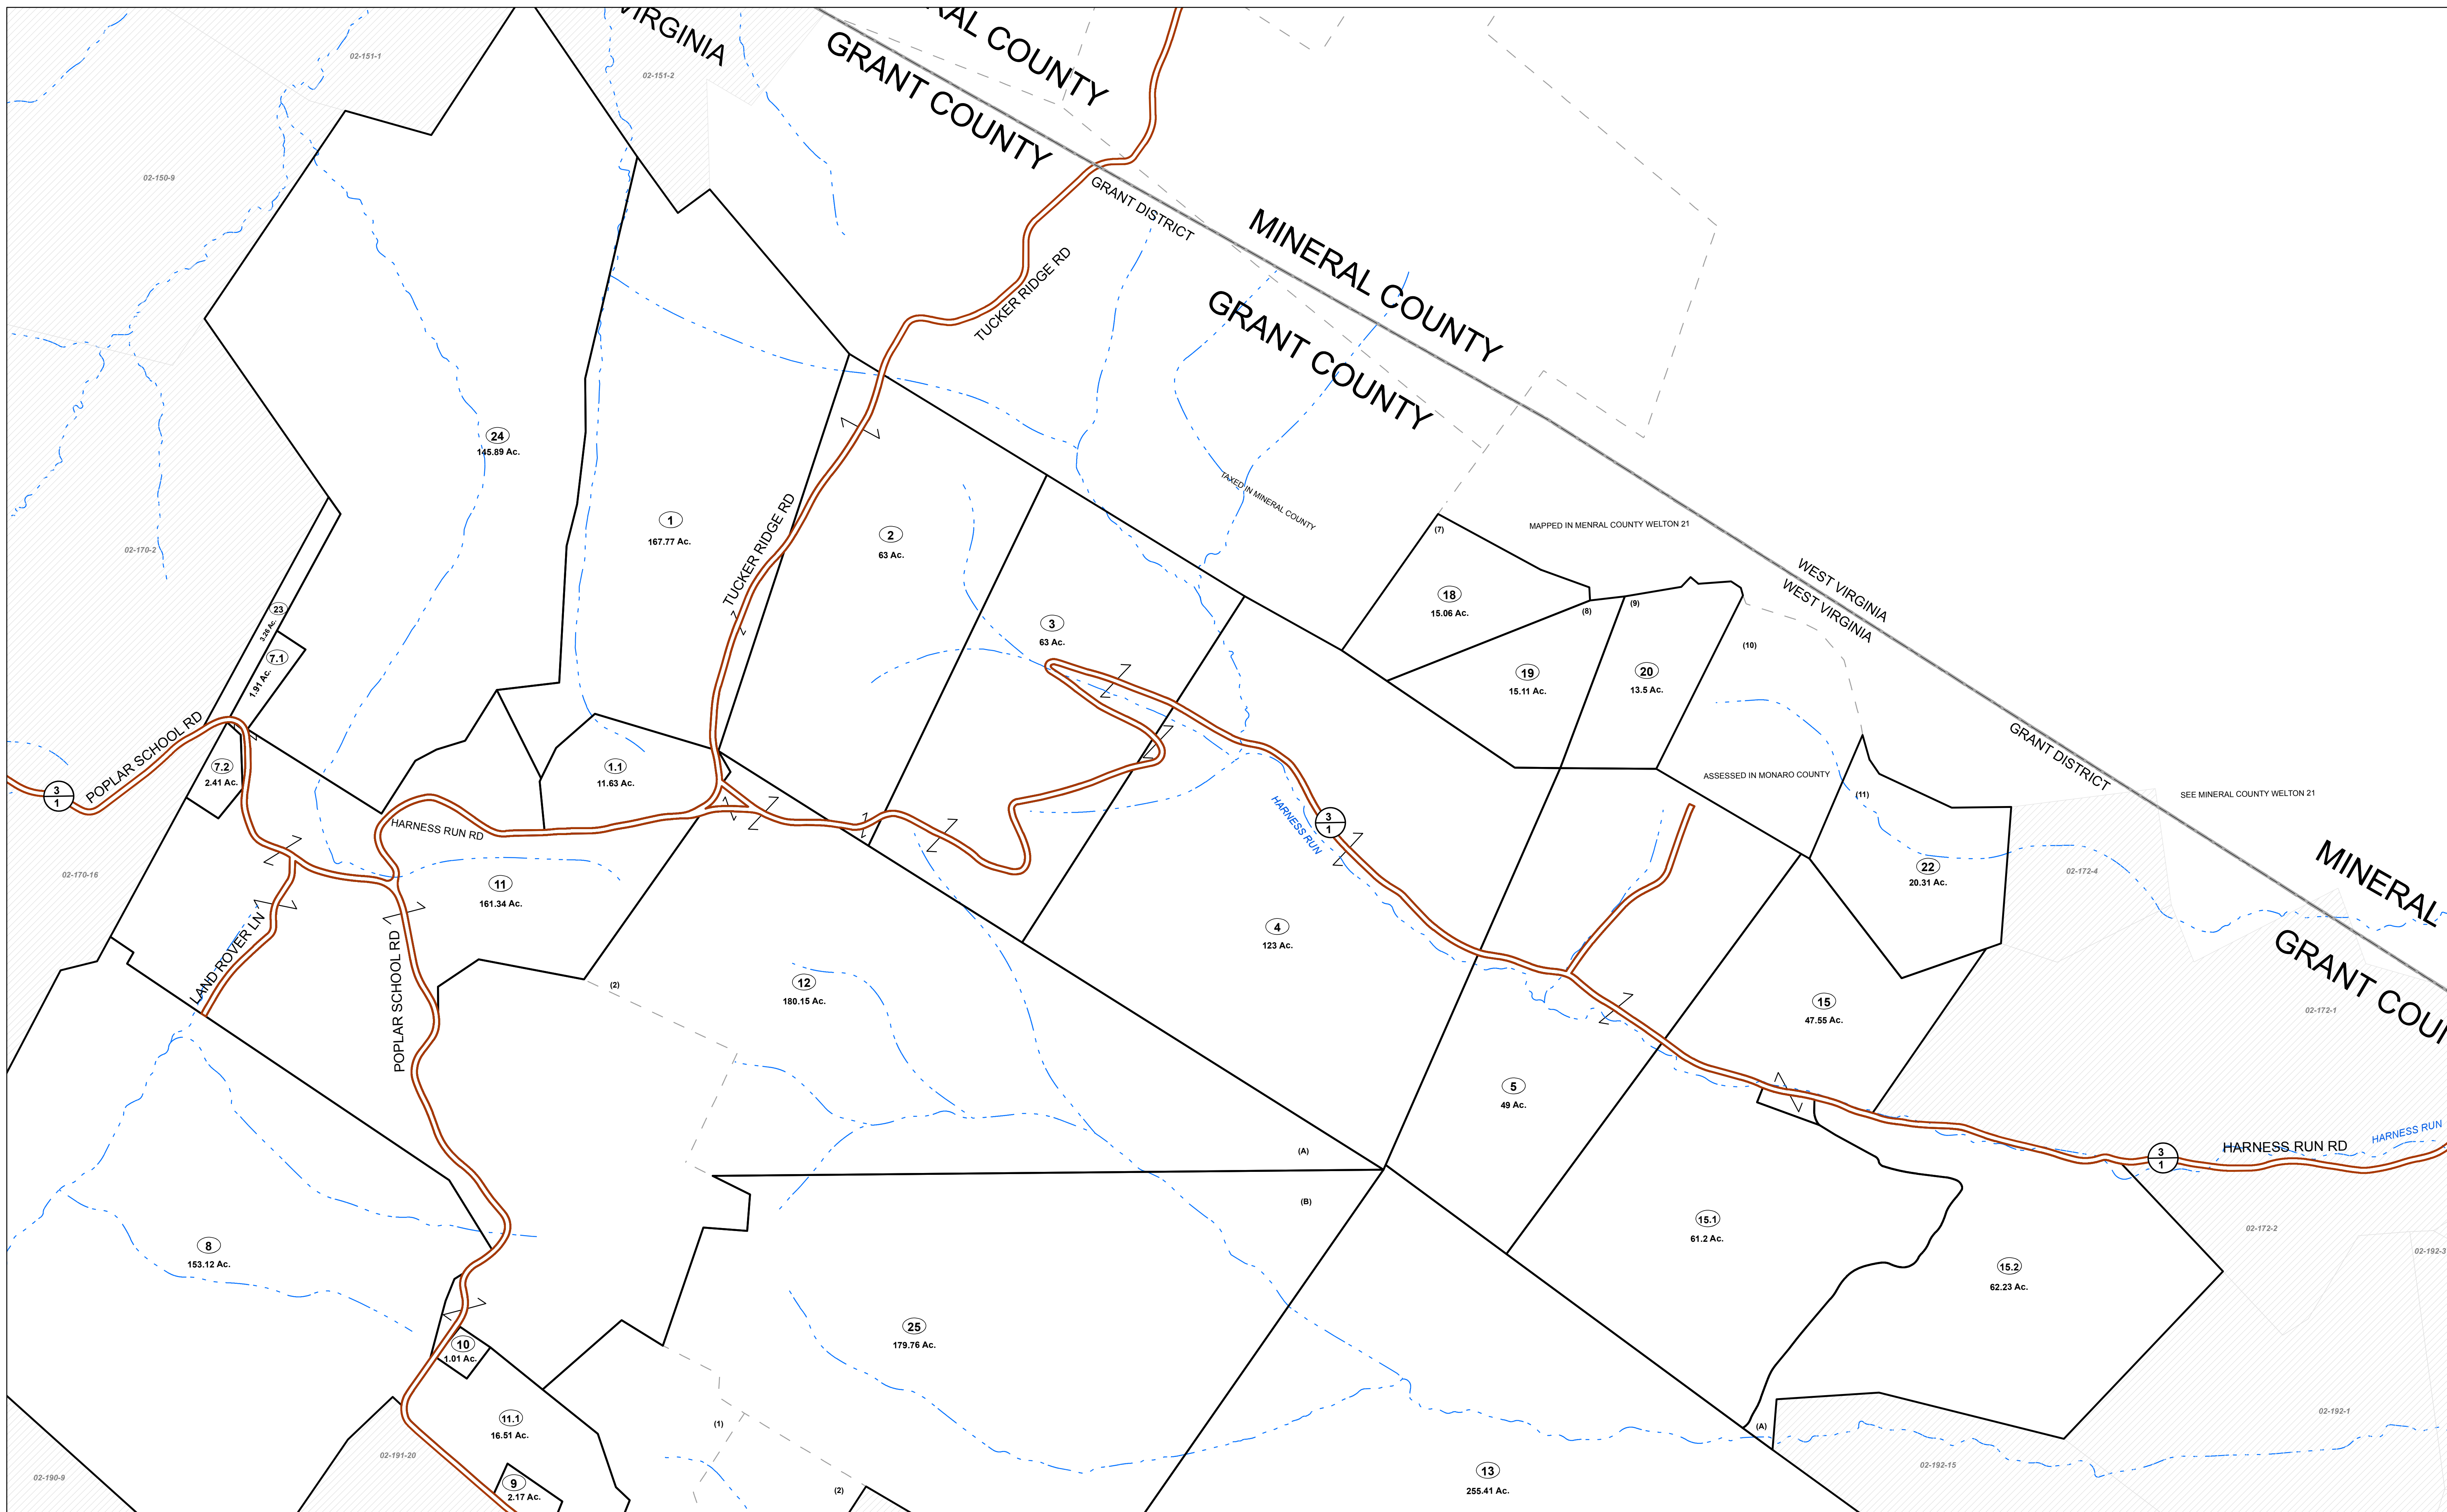 VIRGINIA
RAL COUNTY
GRANT COUNTY
02-151-1
02-151-2
02-150-9
GRANT DISTRICT
MINERAL COUNTY
GRANT COUNTY
TUCKER RIDGE RD
24
145.89 Ac.
1
167.77 Ac.
TUCKER RIDGE RD
2
63 Ac.
TAXED IN MINERAL COUNTY
(7)
MAPPED IN MENRAL COUNTY WELTON 21
02-170-2
WEST VIRGINIA
WEST VIRGINIA
18
15.06 Ac.
(8)
(9)
(10)
23
3.26 Ac.
3
63 Ac.
7.1
1.91 Ac.
19
15.11 Ac.
20
13.5 Ac.
POPLAR SCHOOL RD
3
1
7.2
2.41 Ac.
1.1
11.63 Ac.
HARNESS RUN RD
HARNESS RUN
3
1
ASSESSED IN MONARO COUNTY
(11)
GRANT DISTRICT
SEE MINERAL COUNTY WELTON 21
MINERAL
GRANT COUN
02-170-16
11
161.34 Ac.
22
20.31 Ac.
02-172-4
LAND ROVER LN
POPLAR SCHOOL RD
(2)
12
180.15 Ac.
4
123 Ac.
15
47.55 Ac.
02-172-1
5
49 Ac.
(A)
(B)
HARNESS RUN RD
HARNESS RUN
3
1
8
153.12 Ac.
15.1
61.2 Ac.
15.2
62.23 Ac.
02-172-2
02-192-3
25
179.76 Ac.
10
1.01 Ac.
11.1
16.51 Ac.
(1)
(A)
02-192-1
02-190-9
02-191-20
9
2.17 Ac.
(2)
13
255.41 Ac.
02-192-15